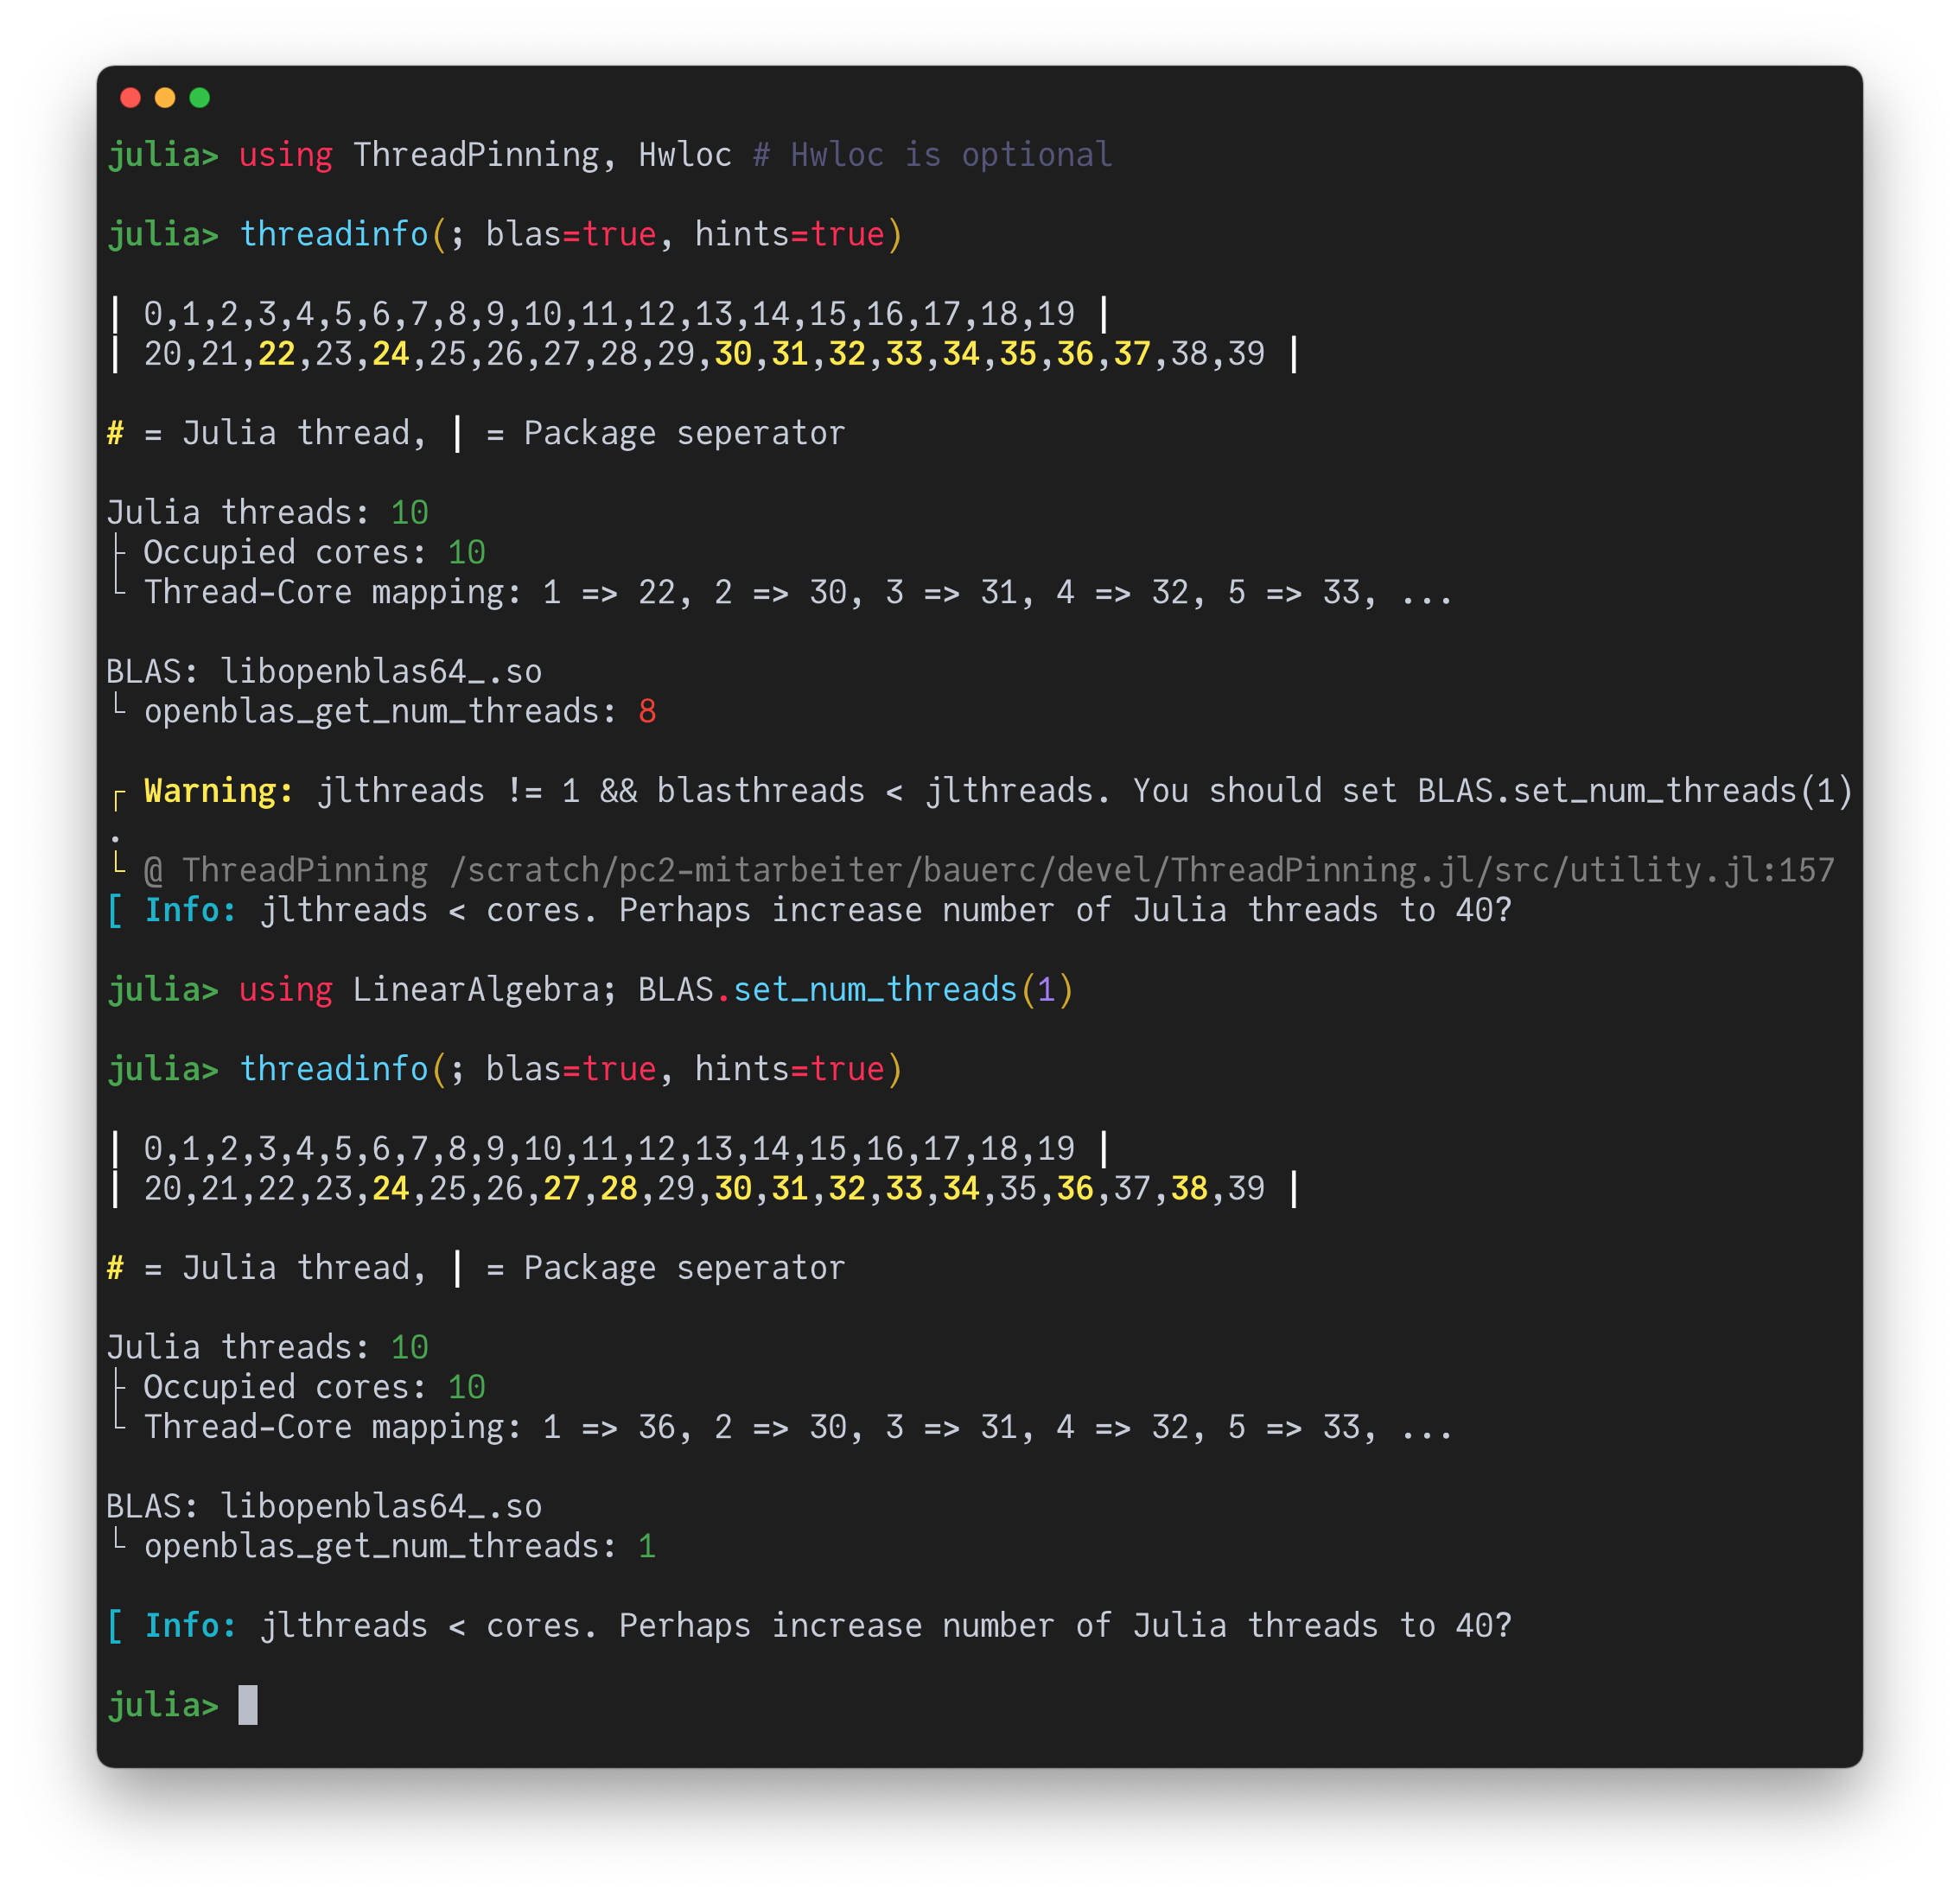 julia> using ThreadPinning, Hwloc # Hwloc is optional
julia> threadinfo(; blas=true, hints=true)
| 0,1,2,3,4,5,6,7,8,9,10,11,12,13,14,15,16,17,18,19 |
| 20,21,22,23,24,25,26,27,28,29,30,31,32,33,34,35,36,37,38,39 |
# = Julia thread, | = Package seperator
Julia threads: 10
├ Occupied cores: 10
└ Thread-Core mapping: 1 => 22, 2 => 30, 3 => 31, 4 => 32, 5 => 33, ...
BLAS: libopenblas64_.so
└ openblas_get_num_threads: 8
┌ Warning: jlthreads != 1 && blasthreads < jlthreads. You should set BLAS.set_num_threads(1)
.
└ @ ThreadPinning /scratch/pc2-mitarbeiter/bauerc/devel/ThreadPinning.jl/src/utility.jl:157
[ Info: jlthreads < cores. Perhaps increase number of Julia threads to 40?
julia> using LinearAlgebra; BLAS.set_num_threads(1)
julia> threadinfo(; blas=true, hints=true)
| 0,1,2,3,4,5,6,7,8,9,10,11,12,13,14,15,16,17,18,19 |
| 20,21,22,23,24,25,26,27,28,29,30,31,32,33,34,35,36,37,38,39 |
# = Julia thread, | = Package seperator
Julia threads: 10
├ Occupied cores: 10
└ Thread-Core mapping: 1 => 36, 2 => 30, 3 => 31, 4 => 32, 5 => 33, ...
BLAS: libopenblas64_.so
└ openblas_get_num_threads: 1
[ Info: jlthreads < cores. Perhaps increase number of Julia threads to 40?
julia>